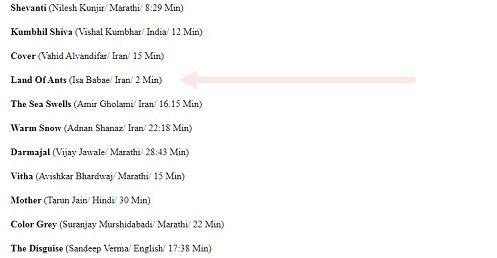 Shevanti (Nilesh Kunjir/ Marathi/ 8:29 Min)
Kumbhil Shiva (Vishal Kumbhar/ India/ 12 Min)
Cover (Vahid Alvandifar/ Iran/ 15 Min)
Land Of Ants (Isa Babae/ Iran/ 2 Min)
The Sea Swells (Amir Gholami/ Iran/ 16.15 Min)
Warm Snow (Adnan Shanaz/ Iran/ 22:18 Min)
Darmajal (Vijay Jawale/ Marathi/ 28:43 Min)
Vitha (Avishkar Bhardwaj/ Marathi/ 15 Min)
Mother (Tarun Jain/ Hindi/ 30 Min)
Color Grey (Suranjay Murshidabadi/ Marathi/ 22 Min)
The Disguise (Sandeep Verma/ English/ 17:38 Min)